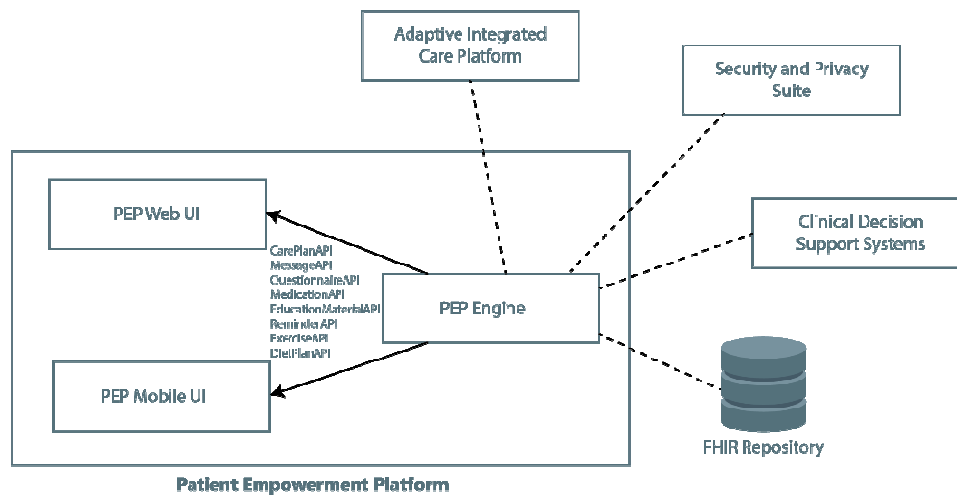 Adaptive Integrated
Care Platform
Security and Privacy
Suite
PEP Web UI
Clinical Decision
Support Systems
CarePlanAPI
MessageAPI
QuestionnaireAPI
MedicationAPI
EducationMaterialAPI
ReminderAPI
ExerciseAPI
DietPlanAPI
PEP Engine
PEP Mobile UI
FHIR Repository
Patient Empowerment Platform